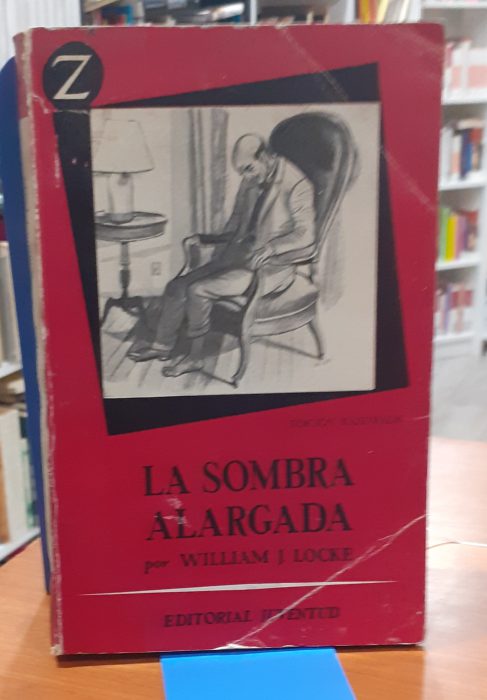 Z
EDICIÓN ILUSTRADA
LA SOMBRA
ALARGADA
por WILLIAM J. LOCKE
EDITORIAL JUVENTUD